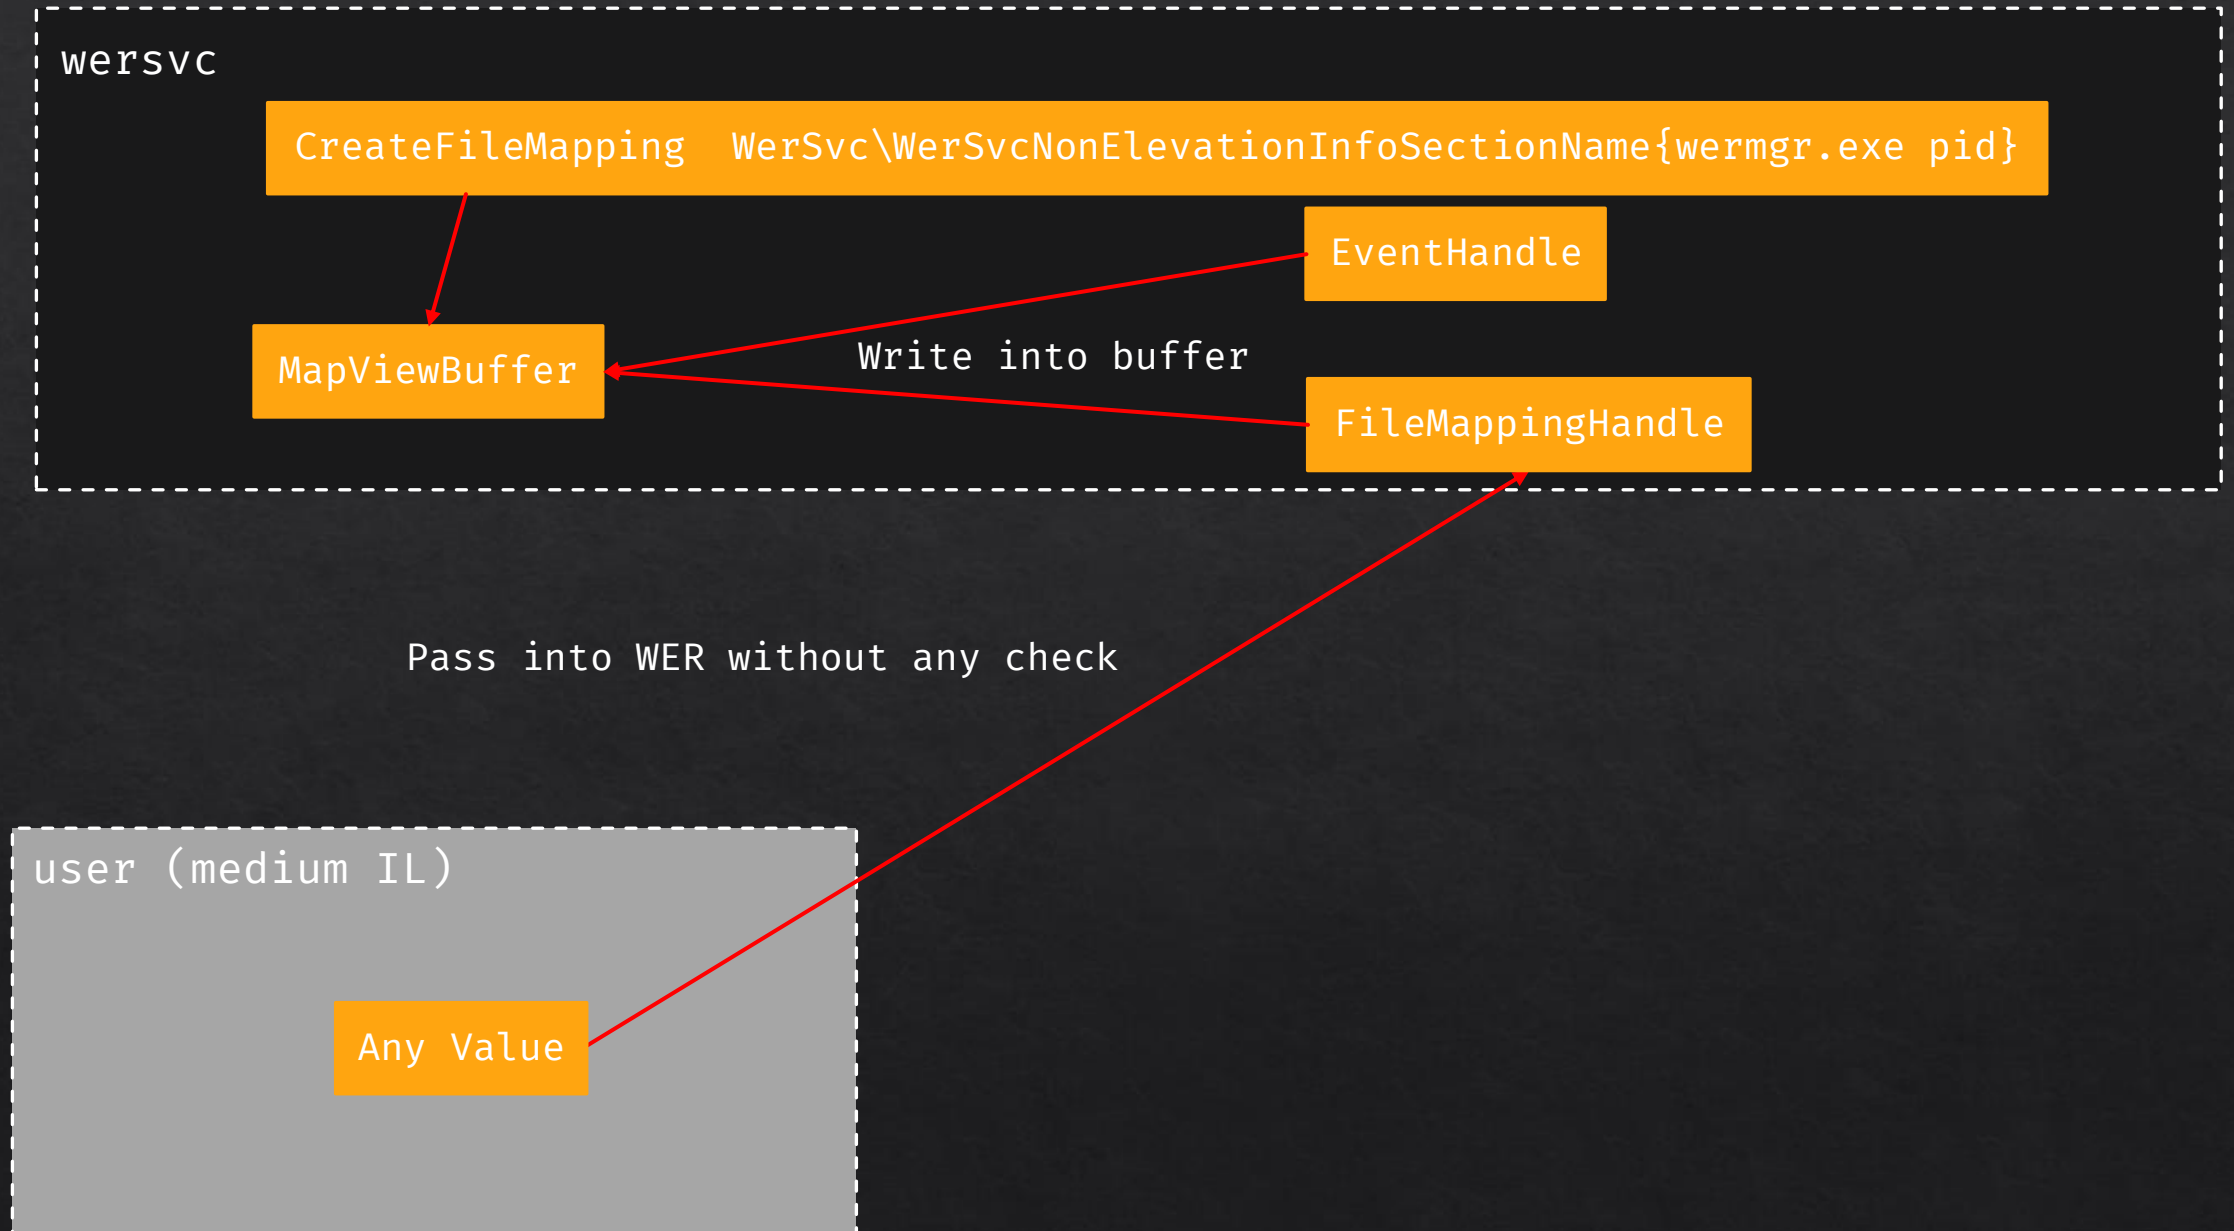 wersvc
CreateFileMapping  WerSvc\WerSvcNonElevationInfoSectionName{wermgr.exe pid}
EventHandle
Write into buffer
MapViewBuffer
FileMappingHandle
Pass into WER without any check
user (medium IL)
Any Value